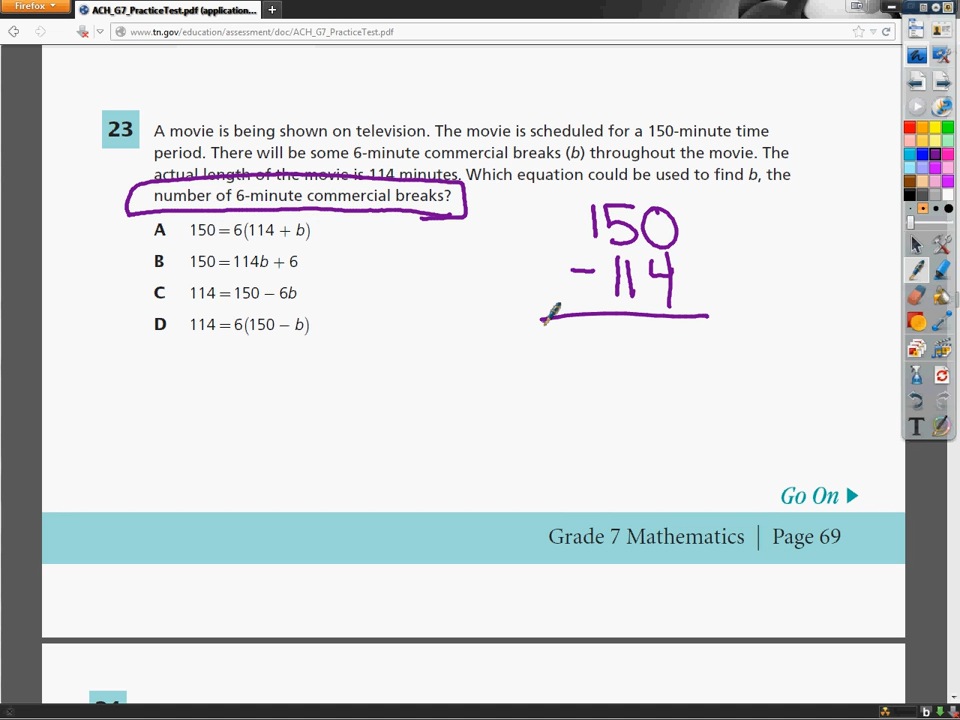 Firefox
ACH_G7_PracticeTest.pdf (application...
www.tn.gov/education/assessment/doc/ACH_G7_PracticeTest.pdf
23 A movie is being shown on television. The movie is scheduled for a 150-minute time
period. There will be some 6-minute commercial breaks (b) throughout the movie. The
actual length of the movie is 114 minutes. Which equation could be used to find b, the
number of 6-minute commercial breaks?
A 150 = 6(114 + b)
B 150 = 114b + 6
C 114 = 150 − 6b
D 114 = 6(150 − b)
150
- 114
Go On
Grade 7 Mathematics | Page 69